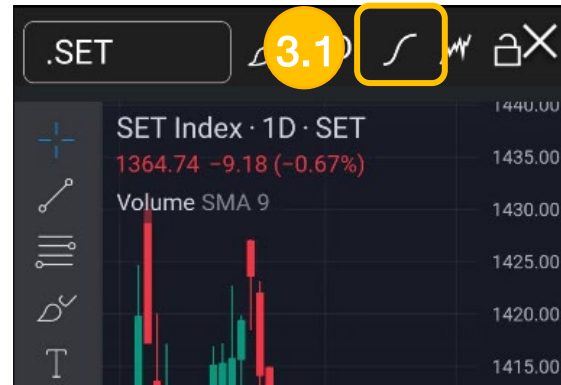 .SET
3.1
1440.00
SET Index · 1D · SET
1364.74 −9.18 (−0.67%)
1435.00
Volume SMA 9
1430.00
1425.00
1420.00
T
1415.00